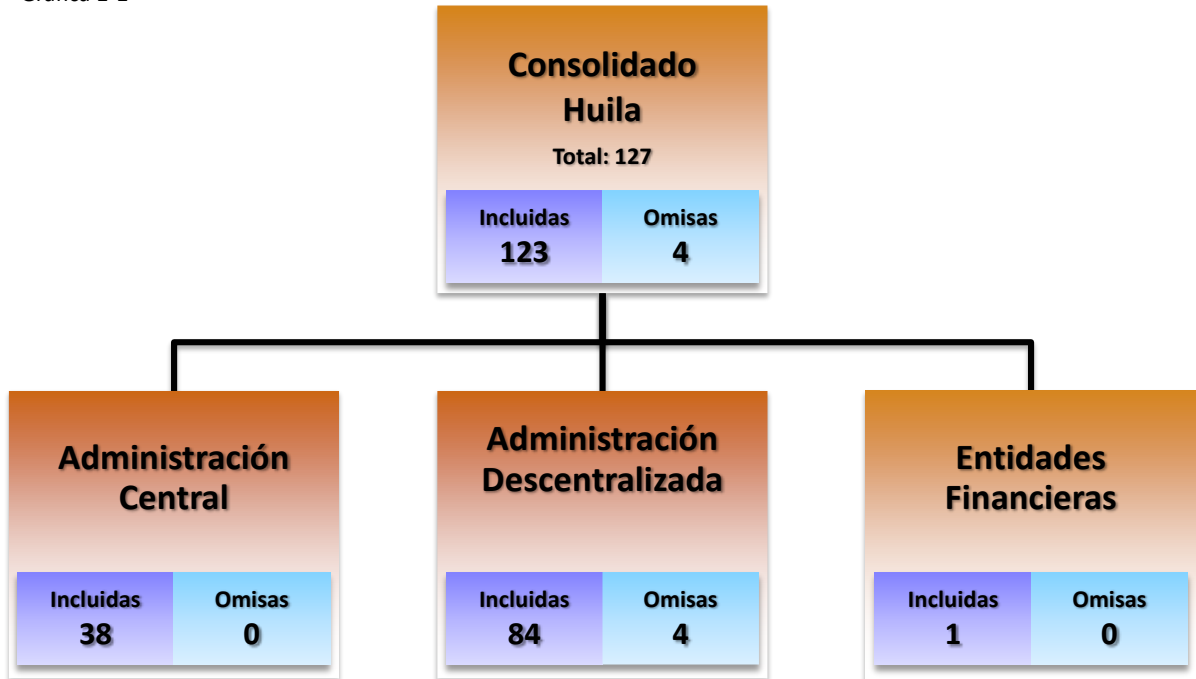 Consolidado
Huila
Total: 127
Incluidas Omisas
123 4
Administración
Central
Incluidas Omisas
38 0
Administración
Descentralizada
Incluidas Omisas
84 4
Entidades
Financieras
Incluidas Omisas
1 0